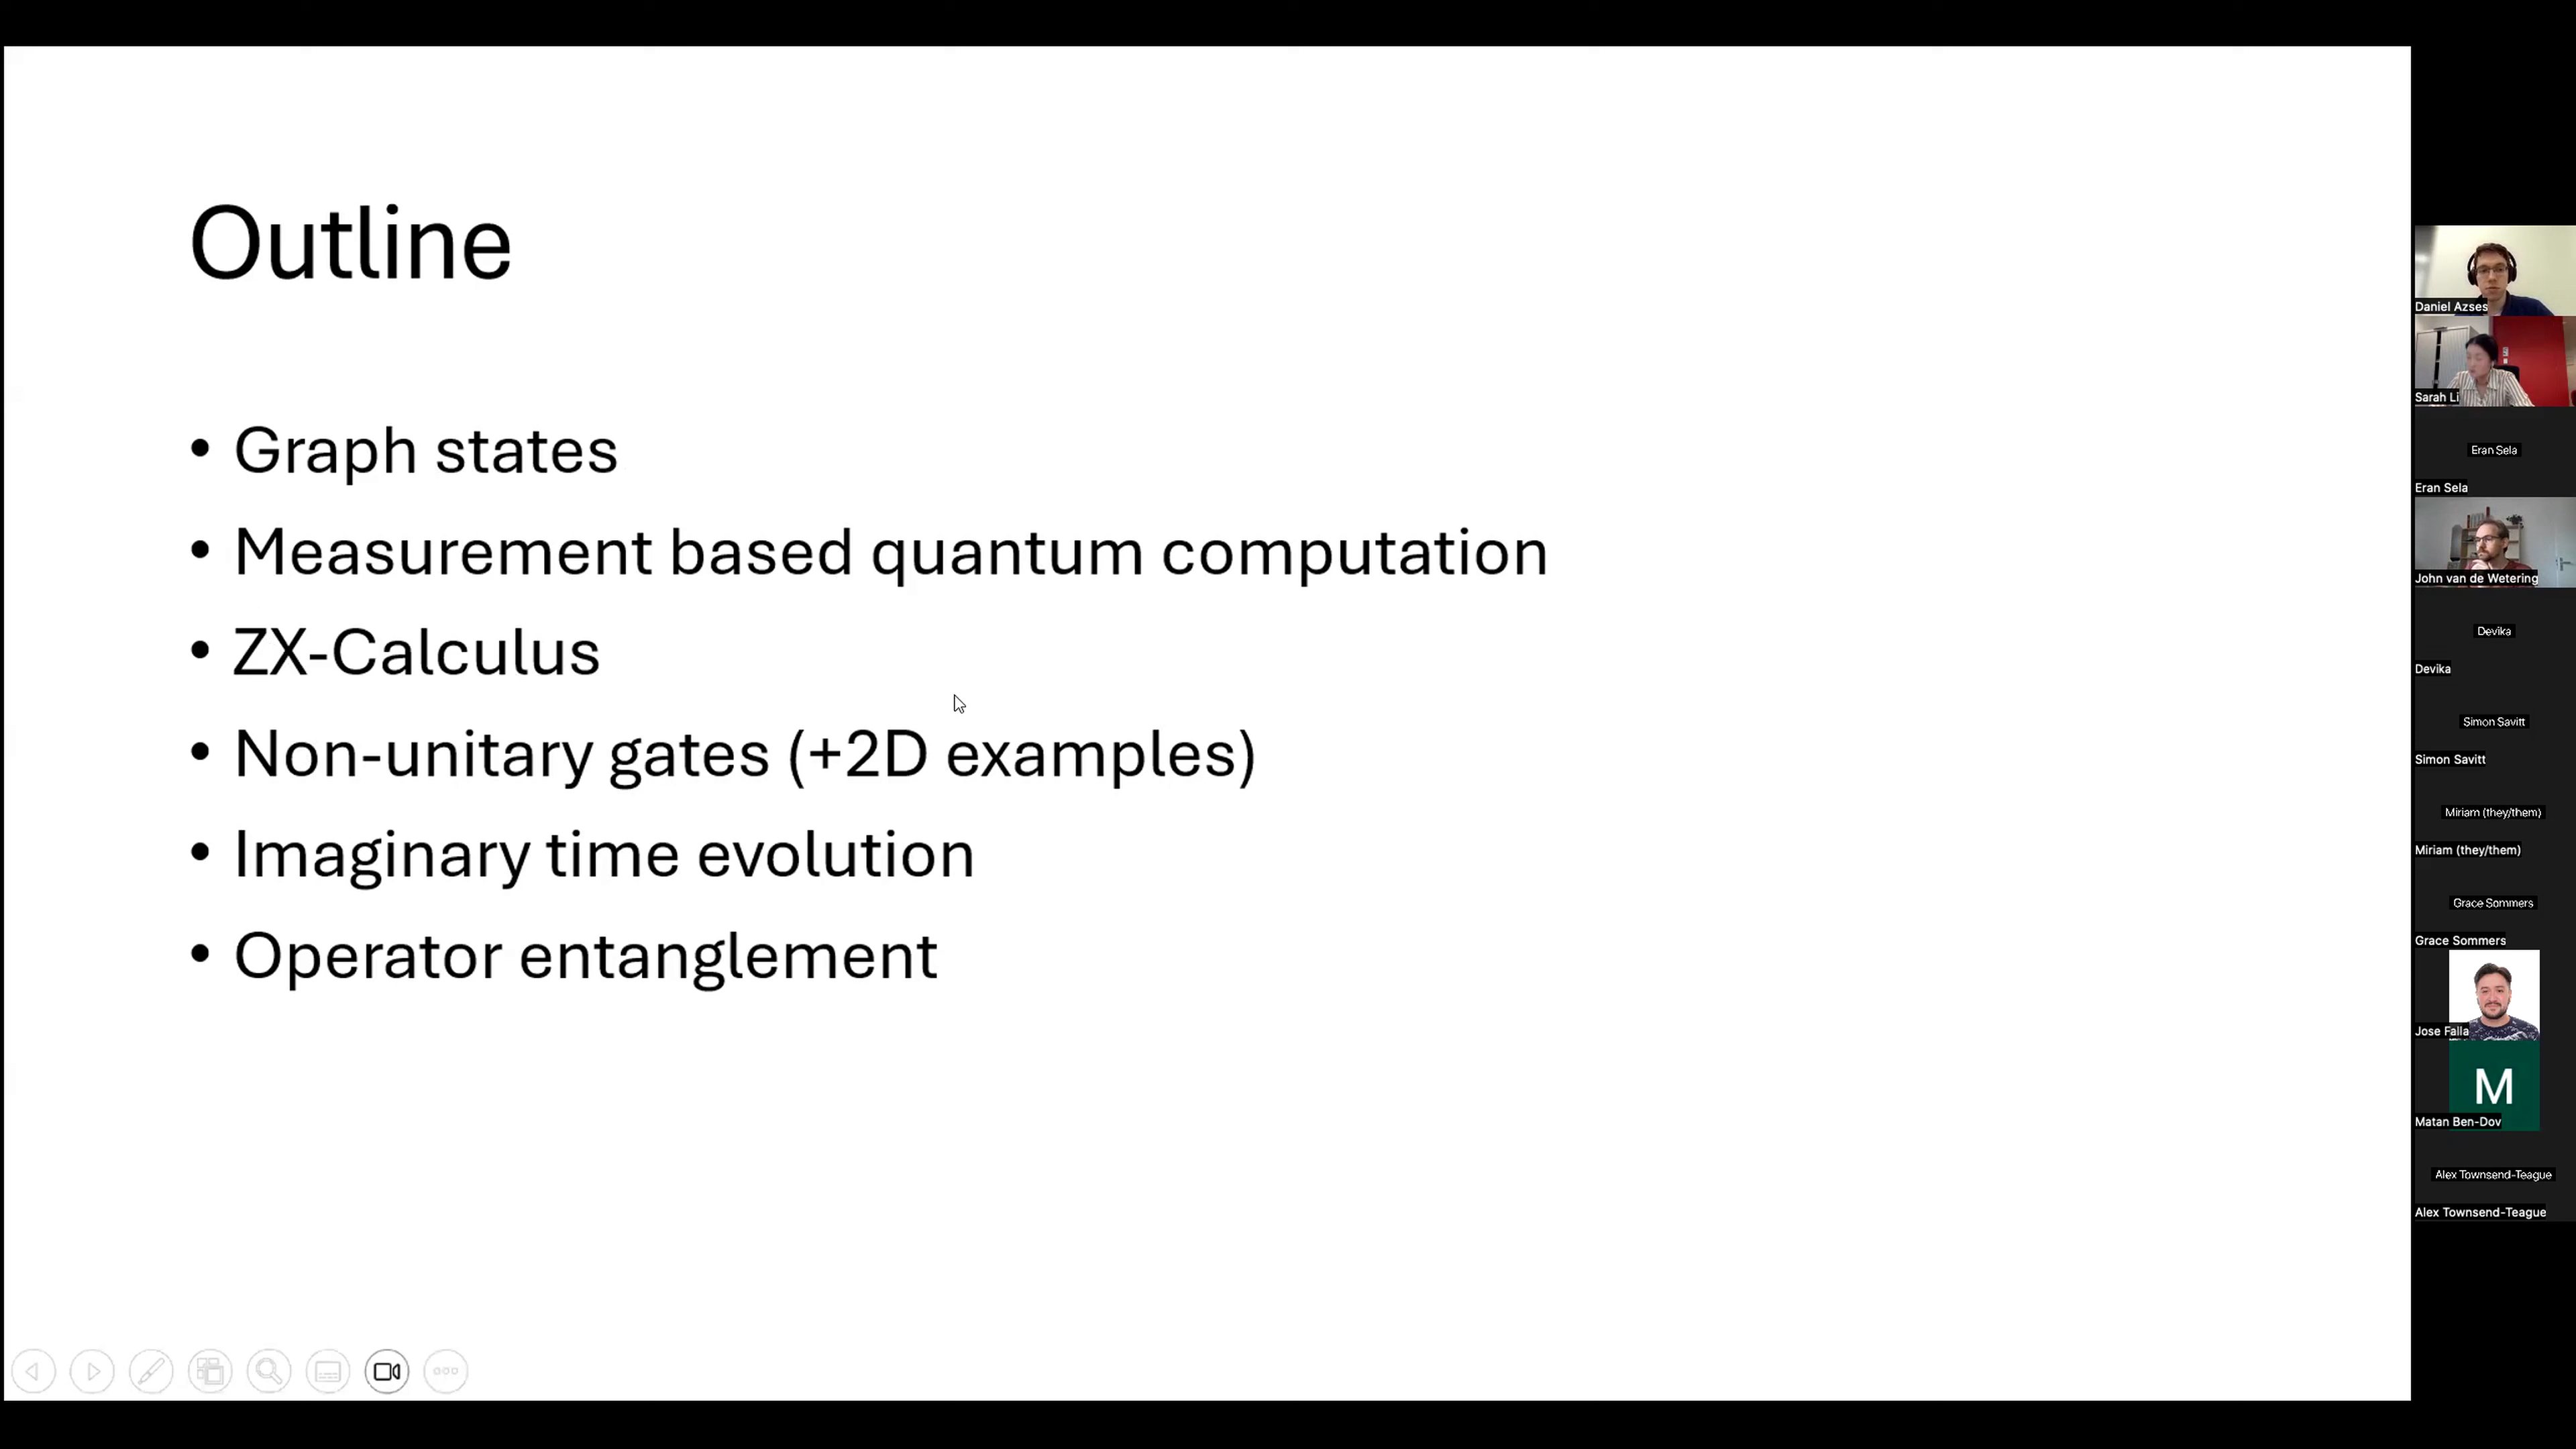 Outline
• Graph states
• Measurement based quantum computation
• ZX-Calculus
• Non-unitary gates (+2D examples)
• Imaginary time evolution
• Operator entanglement
Daniel Azses
Sarah Li
Eran Sela
Eran Sela
John van de Wetering
Devika
Devika
Simon Savitt
Simon Savitt
Miriam (they/them)
Miriam (they/them)
Grace Sommers
Grace Sommers
Jose Falla
M
Matan Ben-Dov
Alex Townsend-Teague
Alex Townsend-Teague